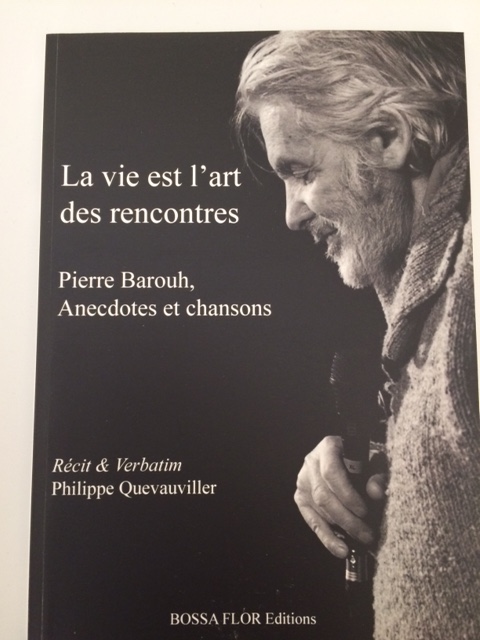 La vie est l'art
des rencontres
Pierre Barouh,
Anecdotes et chansons
Récit & Verbatim
Philippe Quevauviller
BOSSA FLOR Editions